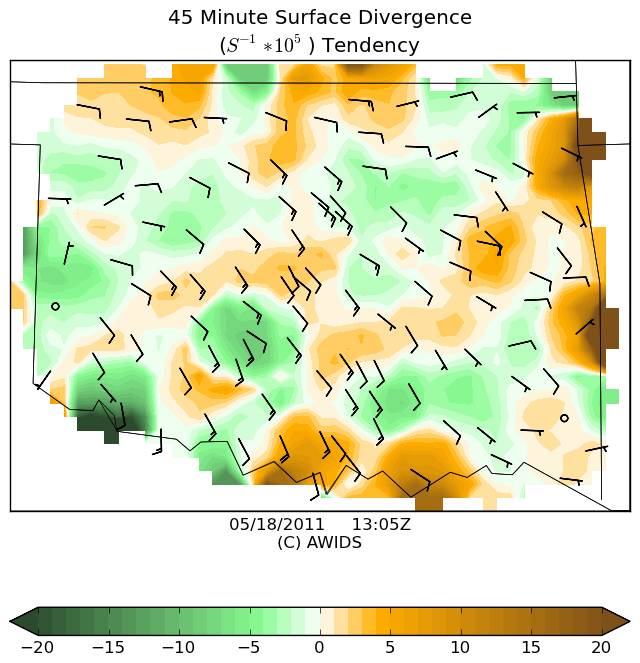 45 Minute Surface Divergence
(S⁻¹ ∗10⁵ ) Tendency
05/18/2011 13:05Z
(C) AWIDS
−20 −15 −10 −5 0 5 10 15 20